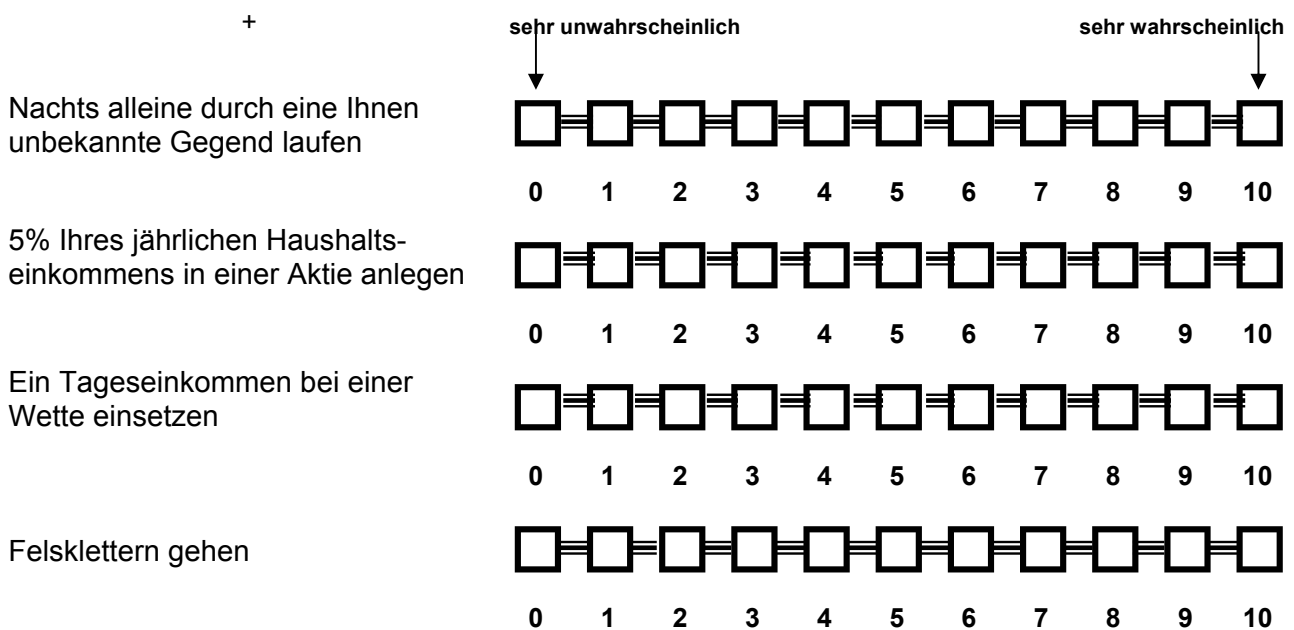 +
sehr unwahrscheinlich sehr wahrscheinlich
Nachts alleine durch eine Ihnen
unbekannte Gegend laufen
0 1 2 3 4 5 6 7 8 9 10
5% Ihres jährlichen Haushalts-
einkommens in einer Aktie anlegen
0 1 2 3 4 5 6 7 8 9 10
Ein Tageseinkommen bei einer
Wette einsetzen
0 1 2 3 4 5 6 7 8 9 10
Felsklettern gehen
0 1 2 3 4 5 6 7 8 9 10